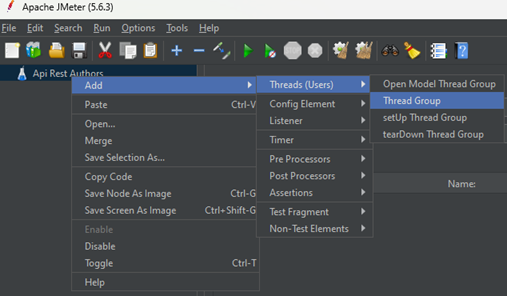 Apache JMeter (5.6.3)
File Edit Search Run Options Tools Help
Api Rest Authors
Add
Paste Ctrl-V
Open...
Merge
Save Selection As...
Copy Code
Save Node As Image Ctrl-G
Save Screen As Image Ctrl+Shift-G
Enable
Disable
Toggle Ctrl-T
Help
Threads (Users)
Config Element
Listener
Timer
Pre Processors
Post Processors
Assertions
Test Fragment
Non-Test Elements
Open Model Thread Group
Thread Group
setUp Thread Group
tearDown Thread Group
Name: